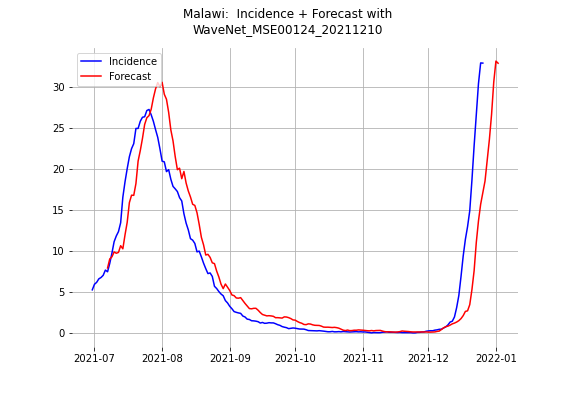 Malawi:  Incidence + Forecast with
WaveNet_MSE00124_20211210
Incidence
Forecast
30
25
20
15
10
5
0
2021-07 2021-08 2021-09 2021-10 2021-11 2021-12 2022-01